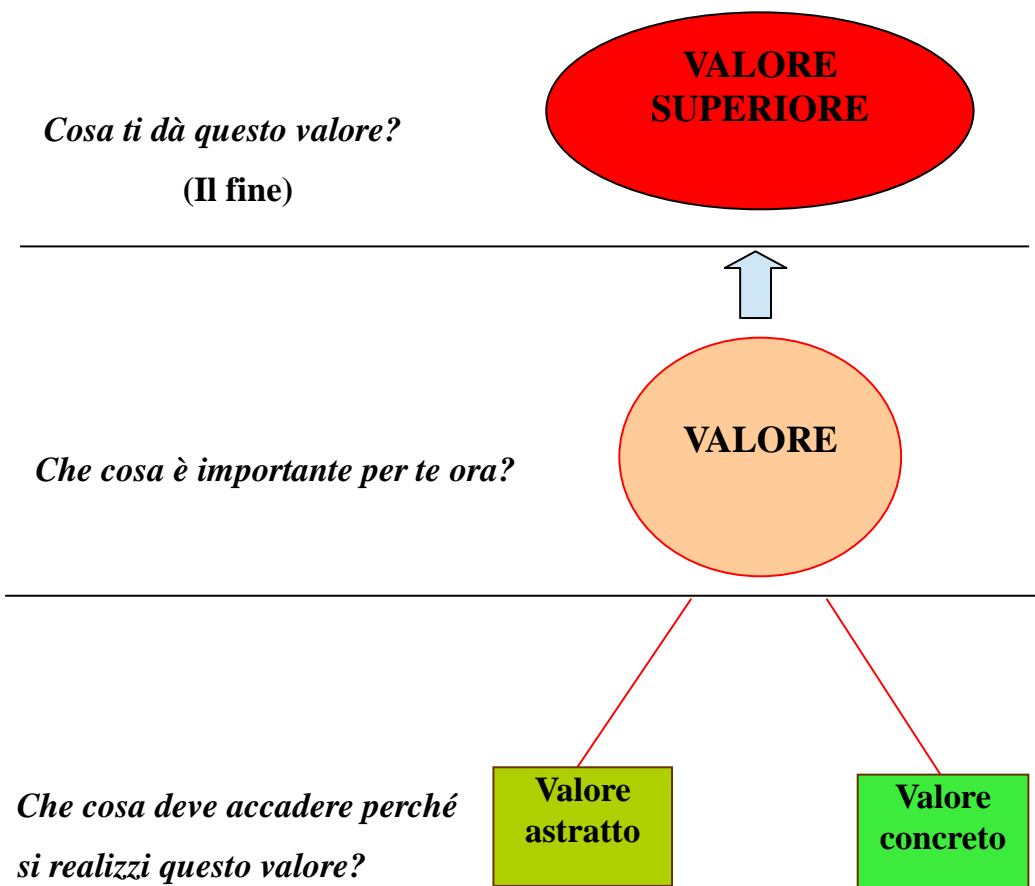 VALORE
SUPERIORE
Cosa ti dà questo valore?
(Il fine)
VALORE
Che cosa è importante per te ora?
Valore
astratto
Valore
concreto
Che cosa deve accadere perché
si realizzi questo valore?